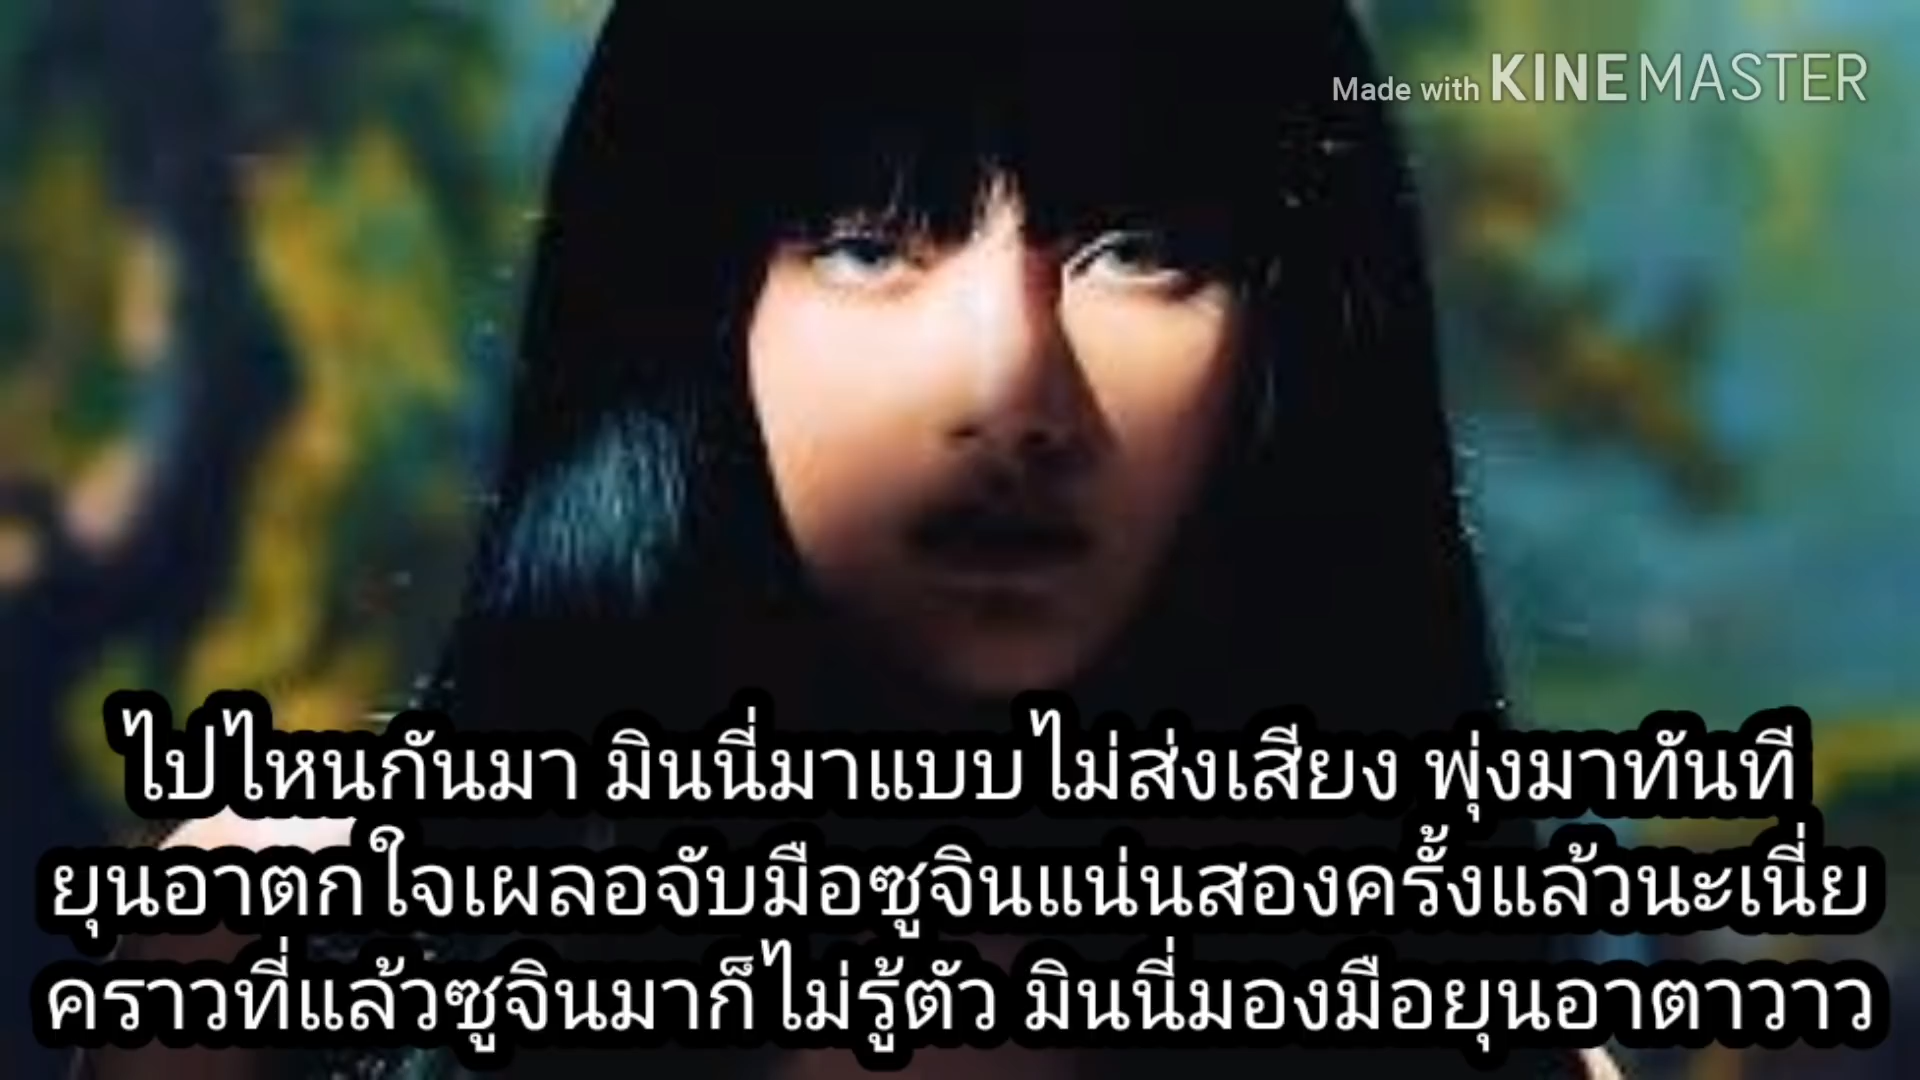 Made with KINEMASTER
ไปไหนกันมา มินนี่มาแบบไม่ส่งเสียง พุ่งมาทันที
ยุนอาตกใจเผลอจับมือซูจินแน่นสองครั้งแล้วนะเนี่ย
คราวที่แล้วซูจินมาก็ไม่รู้ตัว มินนี่มองมือยุนอาตาวาว